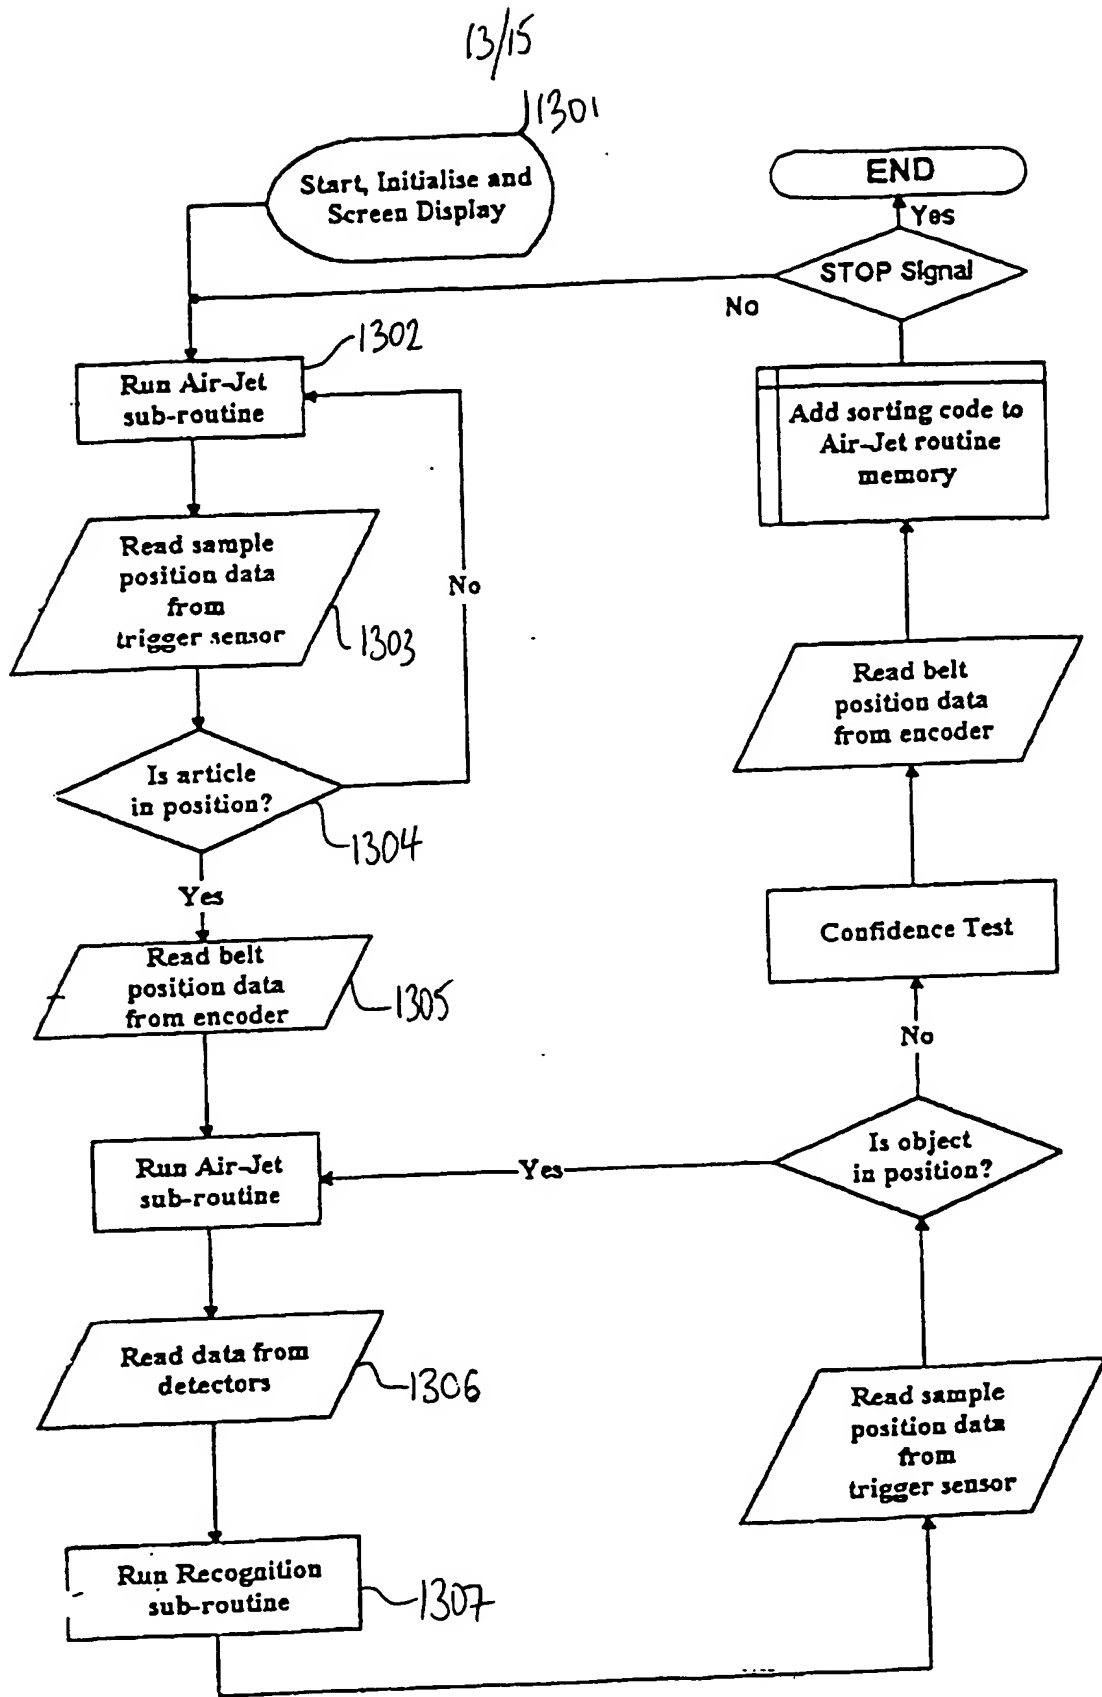 13/15
1301
Start, Initialise and
Screen Display
1302
Run Air-Jet
sub-routine
Read sample
position data
from
trigger sensor
1303
No
Is article
in position?
1304
Yes
Read belt
position data
from encoder
1305
Run Air-Jet
sub-routine
Read data from
detectors
1306
Run Recognition
sub-routine
1307
Read sample
position data
from
trigger sensor
Is object
in position?
Yes
No
Confidence Test
Read belt
position data
from encoder
Add sorting code to
Air-Jet routine
memory
STOP Signal
No
Yes
END